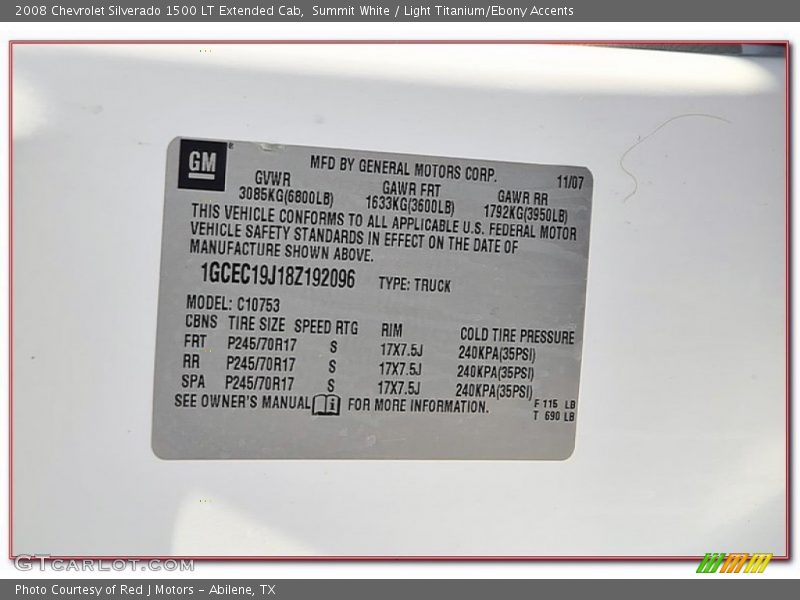 2008 Chevrolet Silverado 1500 LT Extended Cab,  Summit White / Light Titanium/Ebony Accents
GM®
MFD BY GENERAL MOTORS CORP. 11/07
GVWR GAWR FRT GAWR RR
3085KG(6800LB) 1633KG(3600LB) 1792KG(3950LB)
THIS VEHICLE CONFORMS TO ALL APPLICABLE U.S. FEDERAL MOTOR
VEHICLE SAFETY STANDARDS IN EFFECT ON THE DATE OF
MANUFACTURE SHOWN ABOVE.
1GCEC19J18Z192096 TYPE: TRUCK
MODEL: C10753
CBNS TIRE SIZE SPEED RTG RIM COLD TIRE PRESSURE
FRT P245/70R17 S 17X7.5J 240KPA(35PSI)
RR P245/70R17 S 17X7.5J 240KPA(35PSI)
SPA P245/70R17 S 17X7.5J 240KPA(35PSI)
SEE OWNER'S MANUAL i FOR MORE INFORMATION.
F 115 LB
T 690 LB
GTCARLOT.COM
Photo Courtesy of Red J Motors – Abilene, TX